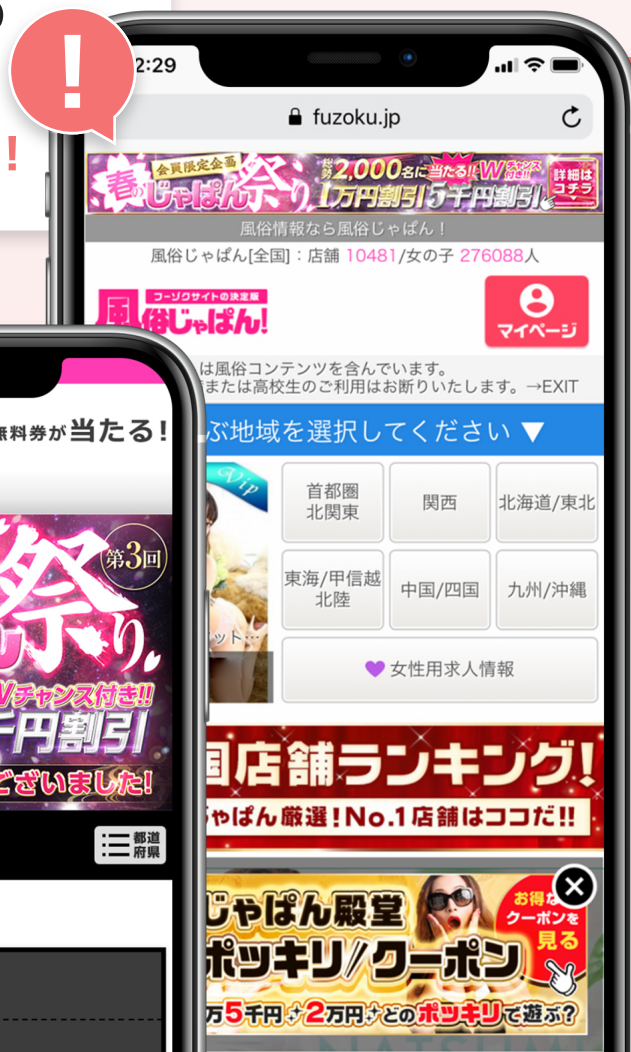 !
!
2:29
fuzoku.jp
会員限定企画
春のじゃぱん祭り
総勢2,000名に当たる!!Wチャンス付き!!
1万円割引/5千円割引
詳細は
コチラ
風俗情報なら風俗じゃぱん！
風俗じゃぱん[全国]：店舗 10481/女の子 276088人
フーゾクサイトの決定版
風俗じゃぱん!
マイページ
は風俗コンテンツを含んでいます。
または高校生のご利用はお断りいたします。→EXIT
ぶ地域を選択してください ▼
Vip
首都圏
北関東
関西
北海道/東北
東海/甲信越
北陸
中国/四国
九州/沖縄
ット…
女性用求人情報
国店舗ランキング!
じゃぱん厳選!No.1店舗はココだ!!
じゃぱん殿堂
ポッキリ/クーポン
お得な
クーポンを
見る
万5千円 2万円 どのポッキリで遊ぶ?
NATSUMI
無料券が当たる!
祭り
第3回
Wチャンス付き!!
千円割引
ございました!
都道
府県